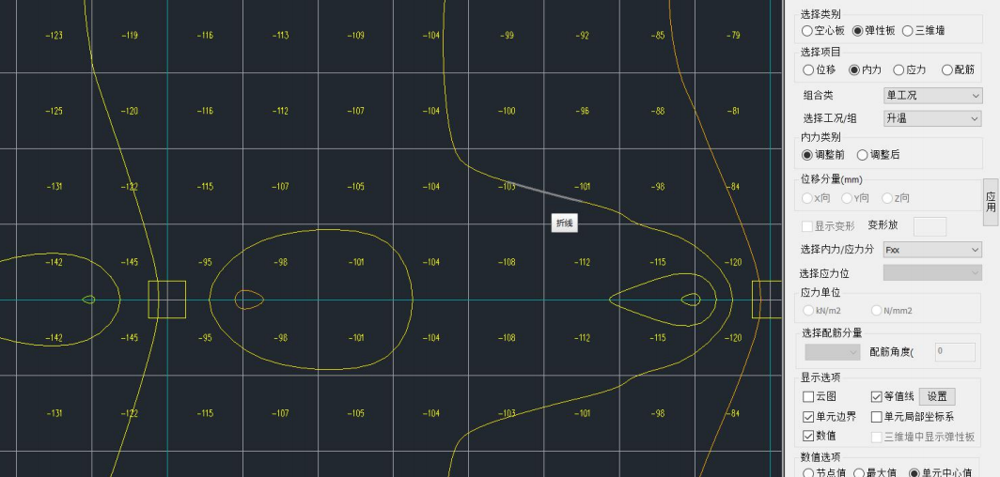 -123 -119 -113 -109 -104 -99 -92 -85 -79
-125 -120 -116 -112 -107 -104 -100 -96 -88 -81
-131 -122 -115 -107 -105 -104 -103 -101 -98 -84
-142 -145 -95 -98 -101 -104 -108 -112 -115 -120
-142 -145 -95 -98 -101 -104 -108 -112 -115 -120
-131 -122 -115 -107 -105 -104 -103 -101 -98 -84
折线
选择类别
空心板 弹性板 三维墙
选择项目
位移 内力 应力 配筋
组合类 单工况
选择工况/组 升温
内力类别
调整前 调整后
位移分量(mm)
X向 Y向 Z向
显示变形 变形放
选择内力/应力分 Fxx
选择应力位
应力单位
kN/m2 N/mm2
选择配筋分量
配筋角度( 0
显示选项
云图 等值线 设置
单元边界 单元局部坐标系
数值 三维墙中显示弹性板
数值选项
节点值 最大值 单元中心值
应用